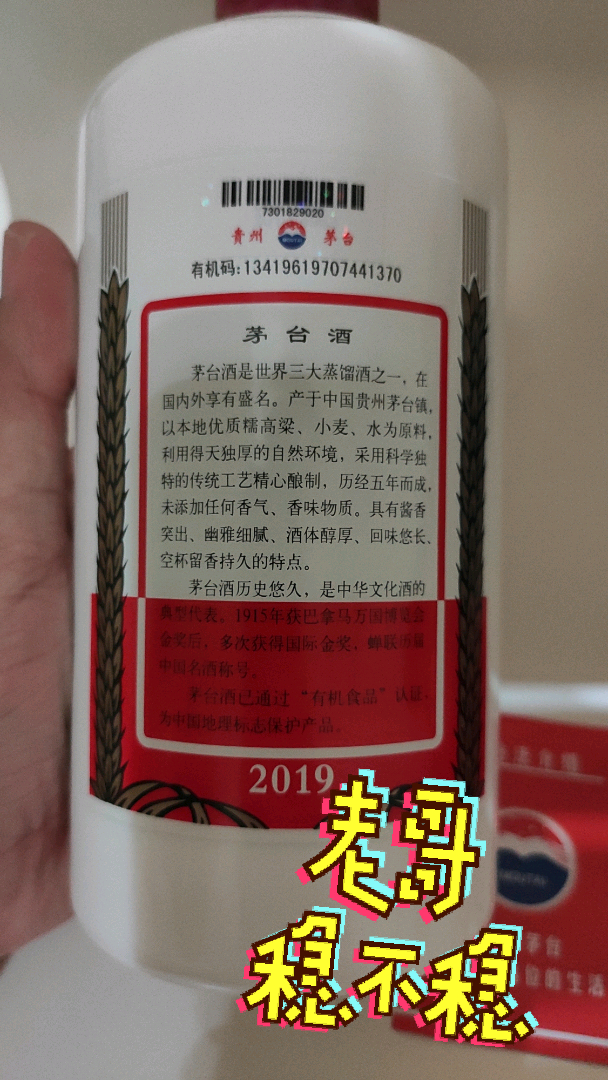 7301829020
貴州 MOUTAI 茅台
有机码:13419619707441370
茅台酒
茅台酒是世界三大蒸馏酒之一，在
国内外享有盛名。产于中国贵州茅台镇，
以本地优质糯高粱、小麦、水为原料，
利用得天独厚的自然环境，采用科学独
特的传统工艺精心酿制，历经五年而成，
未添加任何香气、香味物质。具有酱香
突出、幽雅细腻、酒体醇厚、回味悠长、
空杯留香持久的特点。
茅台酒历史悠久，是中华文化酒的
典型代表。1915年获巴拿马万国博览会
金奖后，多次获得国际金奖，蝉联历届
中国名酒称号。
茅台酒已通过“有机食品”认证，
为中国地理标志保护产品。
2019
老哥
稳不稳
MOUTAI
茅台
的生活